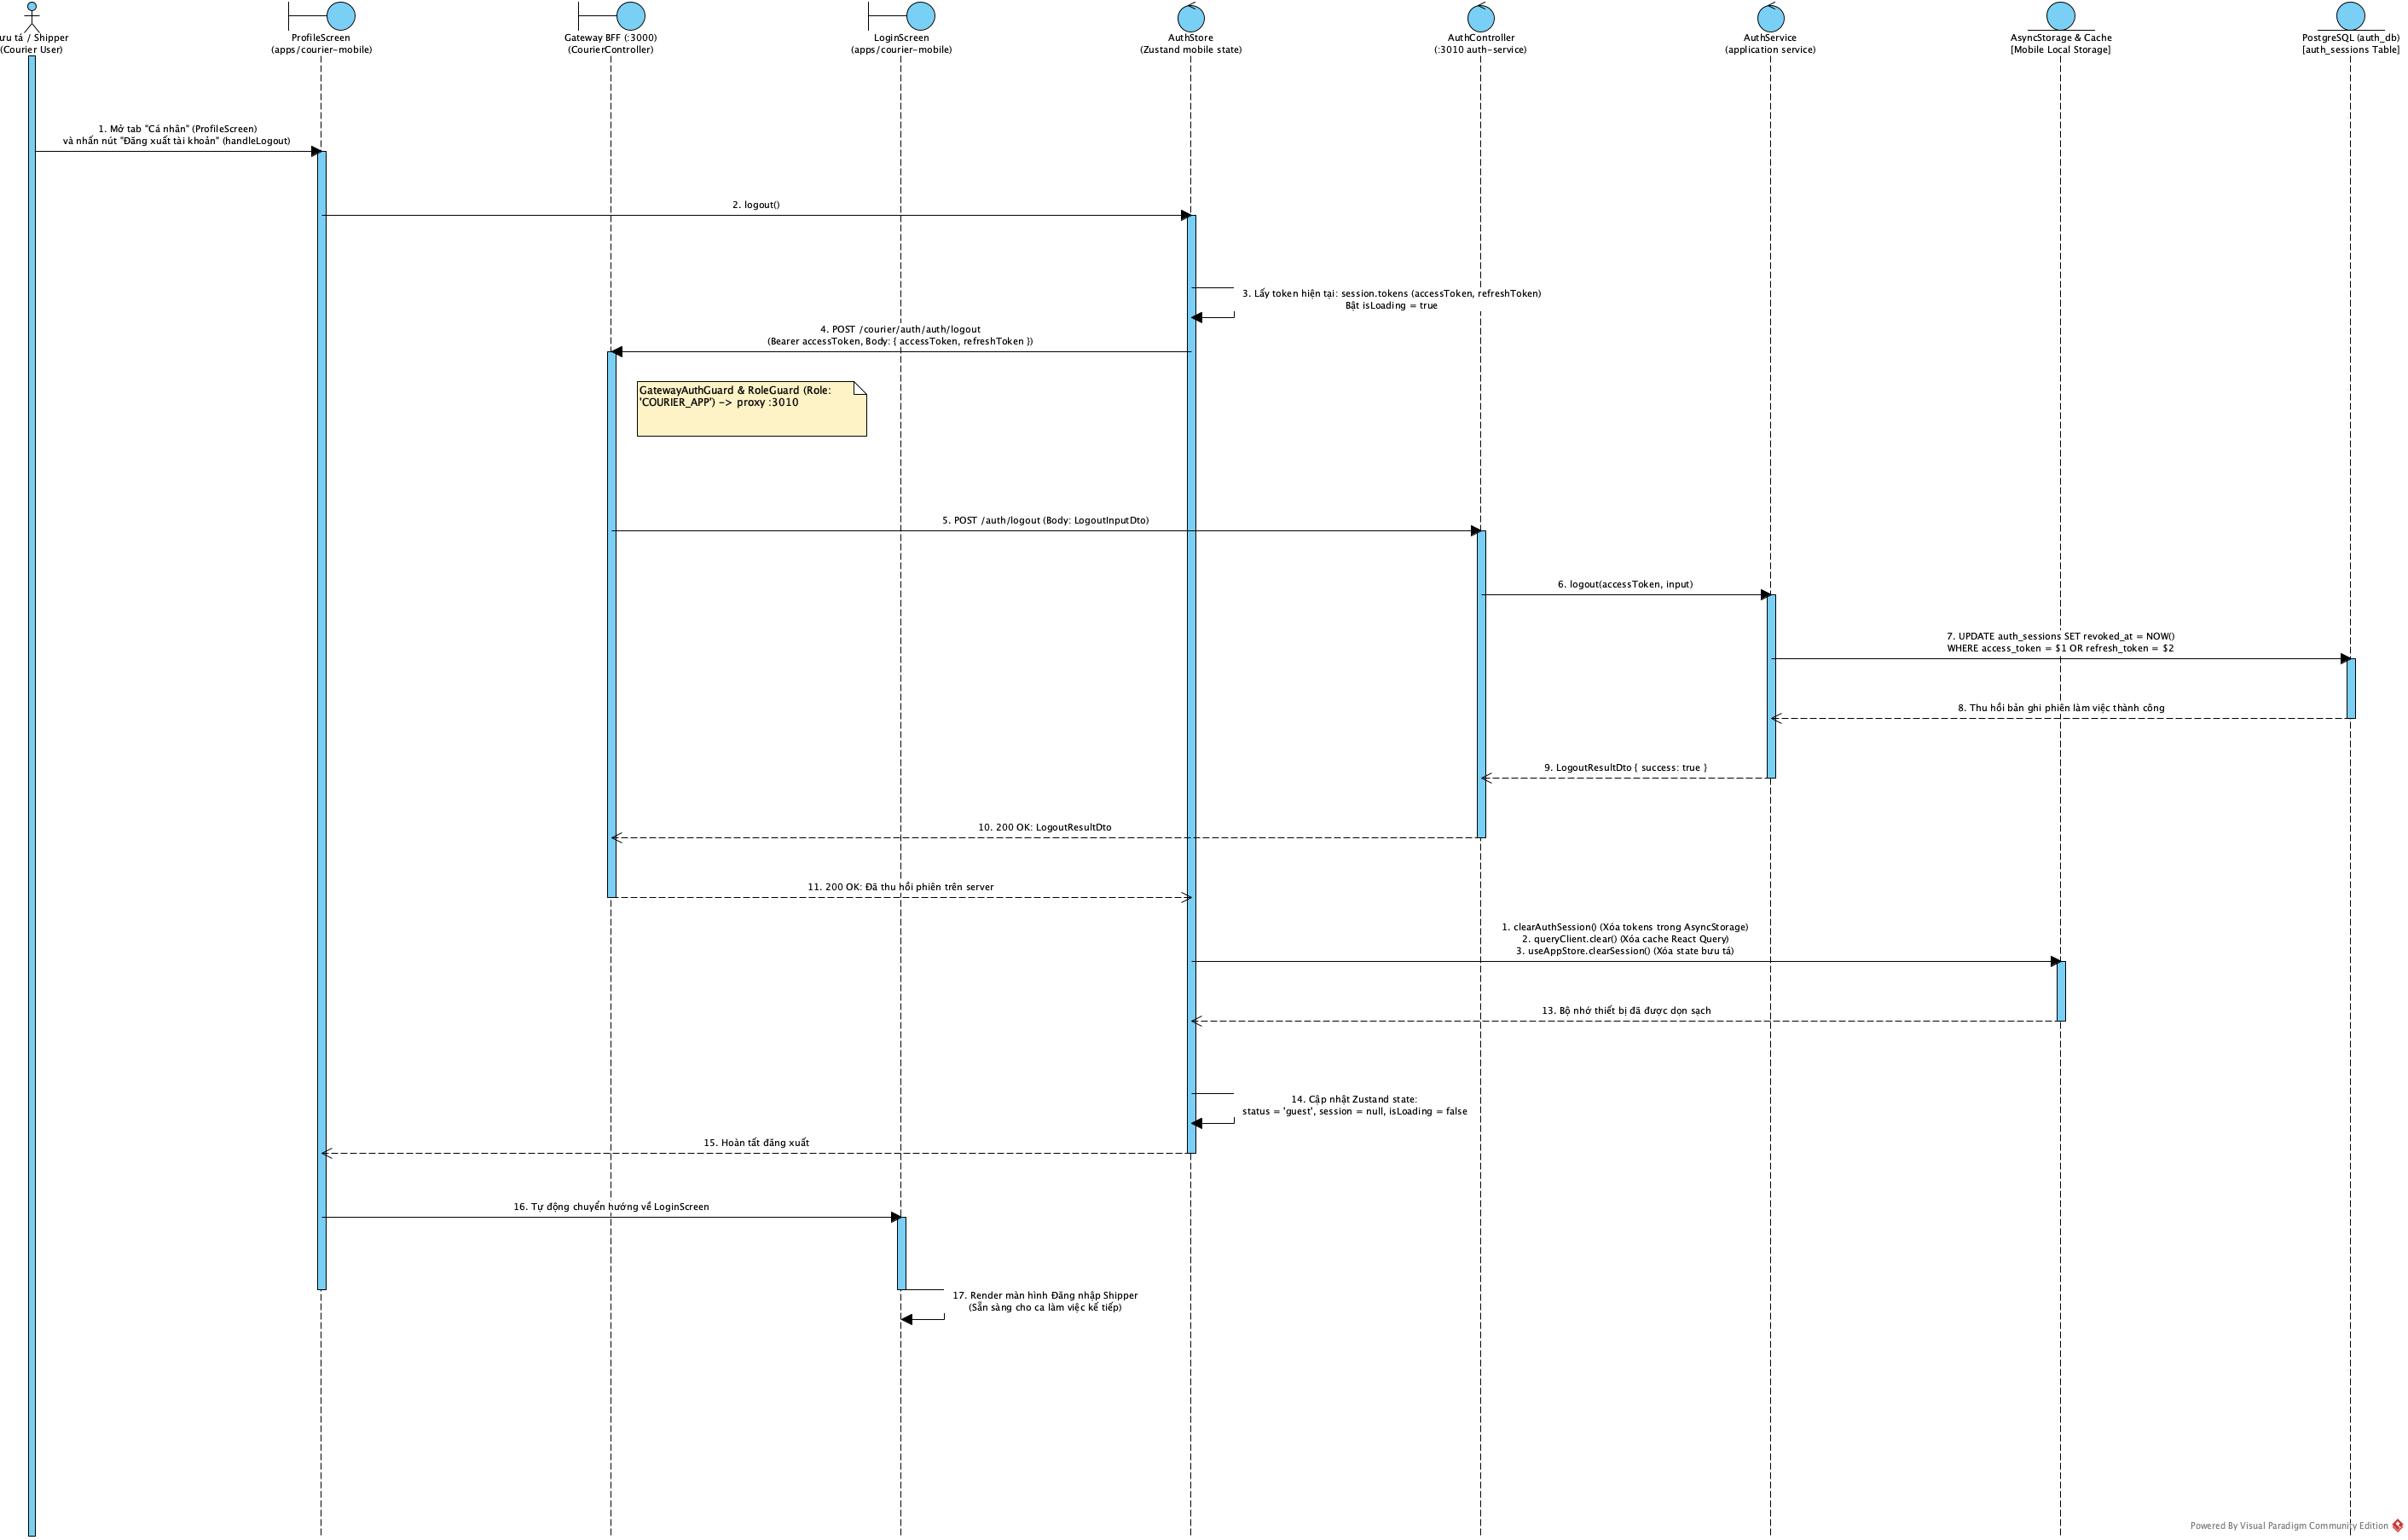 ưu tá / Shipper
(Courier User)
ProfileScreen
(apps/courier-mobile)
Gateway BFF (:3000)
(CourierController)
LoginScreen
(apps/courier-mobile)
AuthStore
(Zustand mobile state)
AuthController
(:3010 auth-service)
AuthService
(application service)
AsyncStorage & Cache
[Mobile Local Storage]
PostgreSQL (auth_db)
[auth_sessions Table]
1. Mở tab "Cá nhân" (ProfileScreen)
và nhấn nút "Đăng xuất tài khoản" (handleLogout)
2. logout()
3. Lấy token hiện tại: session.tokens (accessToken, refreshToken)
Bật isLoading = true
4. POST /courier/auth/auth/logout
(Bearer accessToken, Body: { accessToken, refreshToken })
GatewayAuthGuard & RoleGuard (Role:
'COURIER_APP') -> proxy :3010
5. POST /auth/logout (Body: LogoutInputDto)
6. logout(accessToken, input)
7. UPDATE auth_sessions SET revoked_at = NOW()
WHERE access_token = $1 OR refresh_token = $2
8. Thu hồi bản ghi phiên làm việc thành công
9. LogoutResultDto { success: true }
10. 200 OK: LogoutResultDto
11. 200 OK: Đã thu hồi phiên trên server
1. clearAuthSession() (Xóa tokens trong AsyncStorage)
2. queryClient.clear() (Xóa cache React Query)
3. useAppStore.clearSession() (Xóa state bưu tá)
13. Bộ nhớ thiết bị đã được dọn sạch
14. Cập nhật Zustand state:
status = 'guest', session = null, isLoading = false
15. Hoàn tất đăng xuất
16. Tự động chuyển hướng về LoginScreen
17. Render màn hình Đăng nhập Shipper
(Sẵn sàng cho ca làm việc kế tiếp)
Powered By Visual Paradigm Community Edition